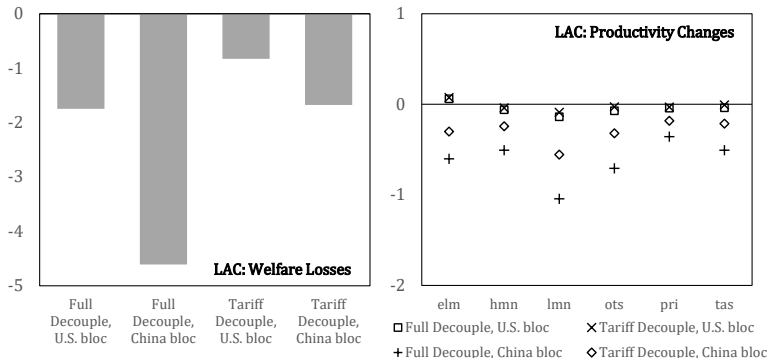 0
-1
-2
-3
-4
-5
LAC: Welfare Losses
Full Decouple, U.S. bloc
Full Decouple, China bloc
Tariff Decouple, U.S. bloc
Tariff Decouple, China bloc
1
0
-1
-2
LAC: Productivity Changes
elm hmn lmn ots pri tas
Full Decouple, U.S. bloc
Tariff Decouple, U.S. bloc
Full Decouple, China bloc
Tariff Decouple, China bloc